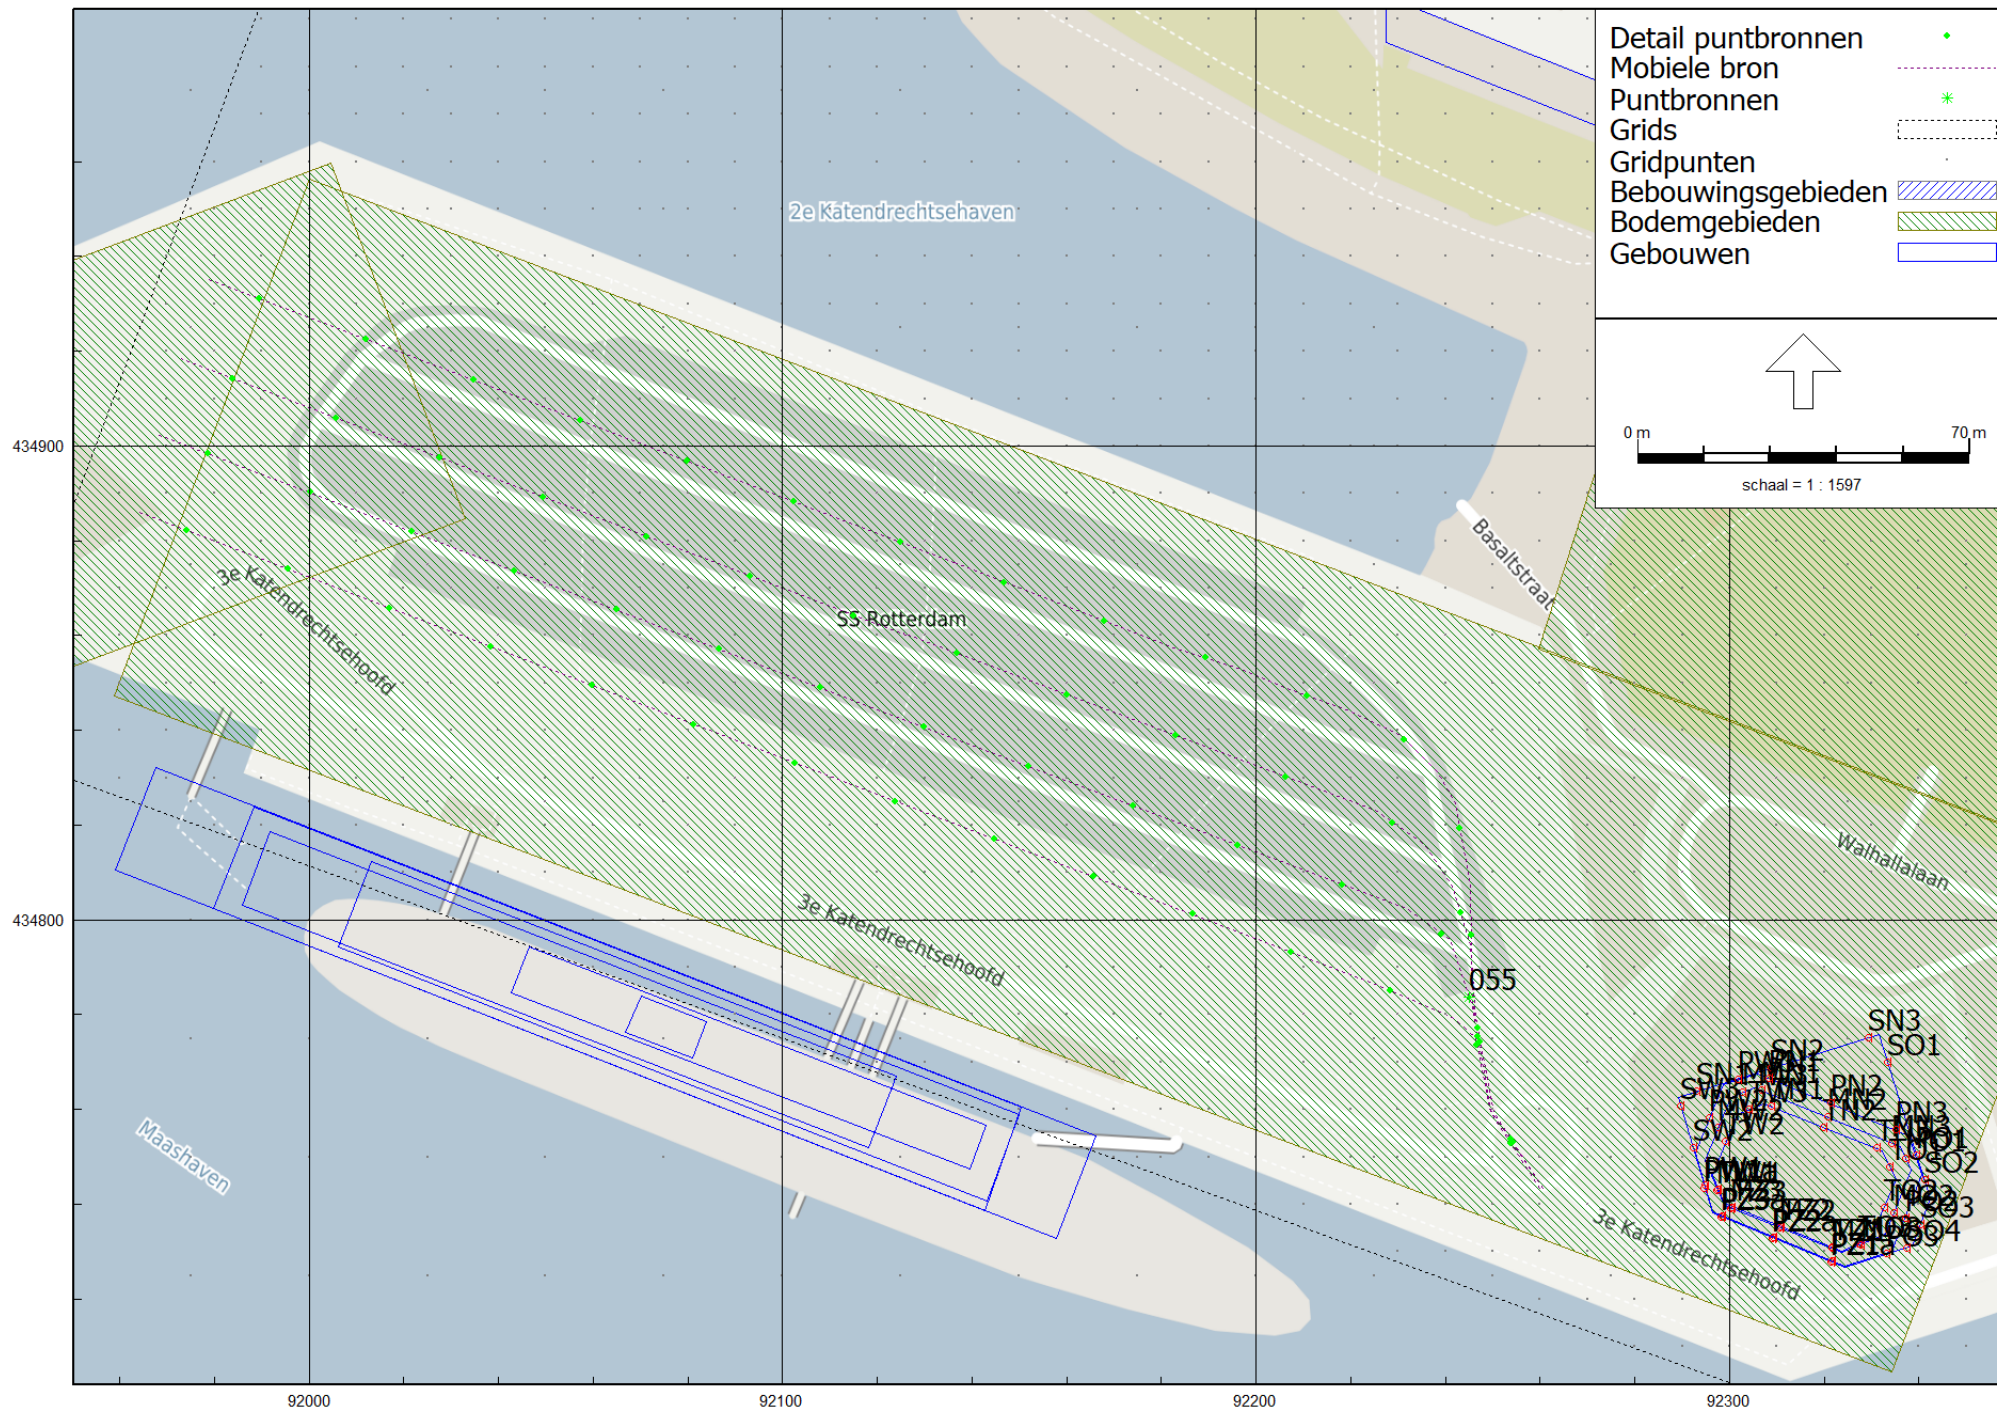 Detail puntbronnen
Mobiele bron
Puntbronnen
Grids
Gridpunten
Bebouwingsgebieden
Bodemgebieden
Gebouwen
0 m
70 m
schaal = 1 : 1597
2e Katendrechtsehaven
434900
Basaltstraat
3e Katendrechtsehoofd
SS Rotterdam
Walhallalaan
434800
3e Katendrechtsehoofd
055
SN3
SO1
SN2
SN1
PN2
PN3
SW2
SO2
SO3
SO4
PZ1a
Maashaven
3e Katendrechtsehoofd
92000
92100
92200
92300